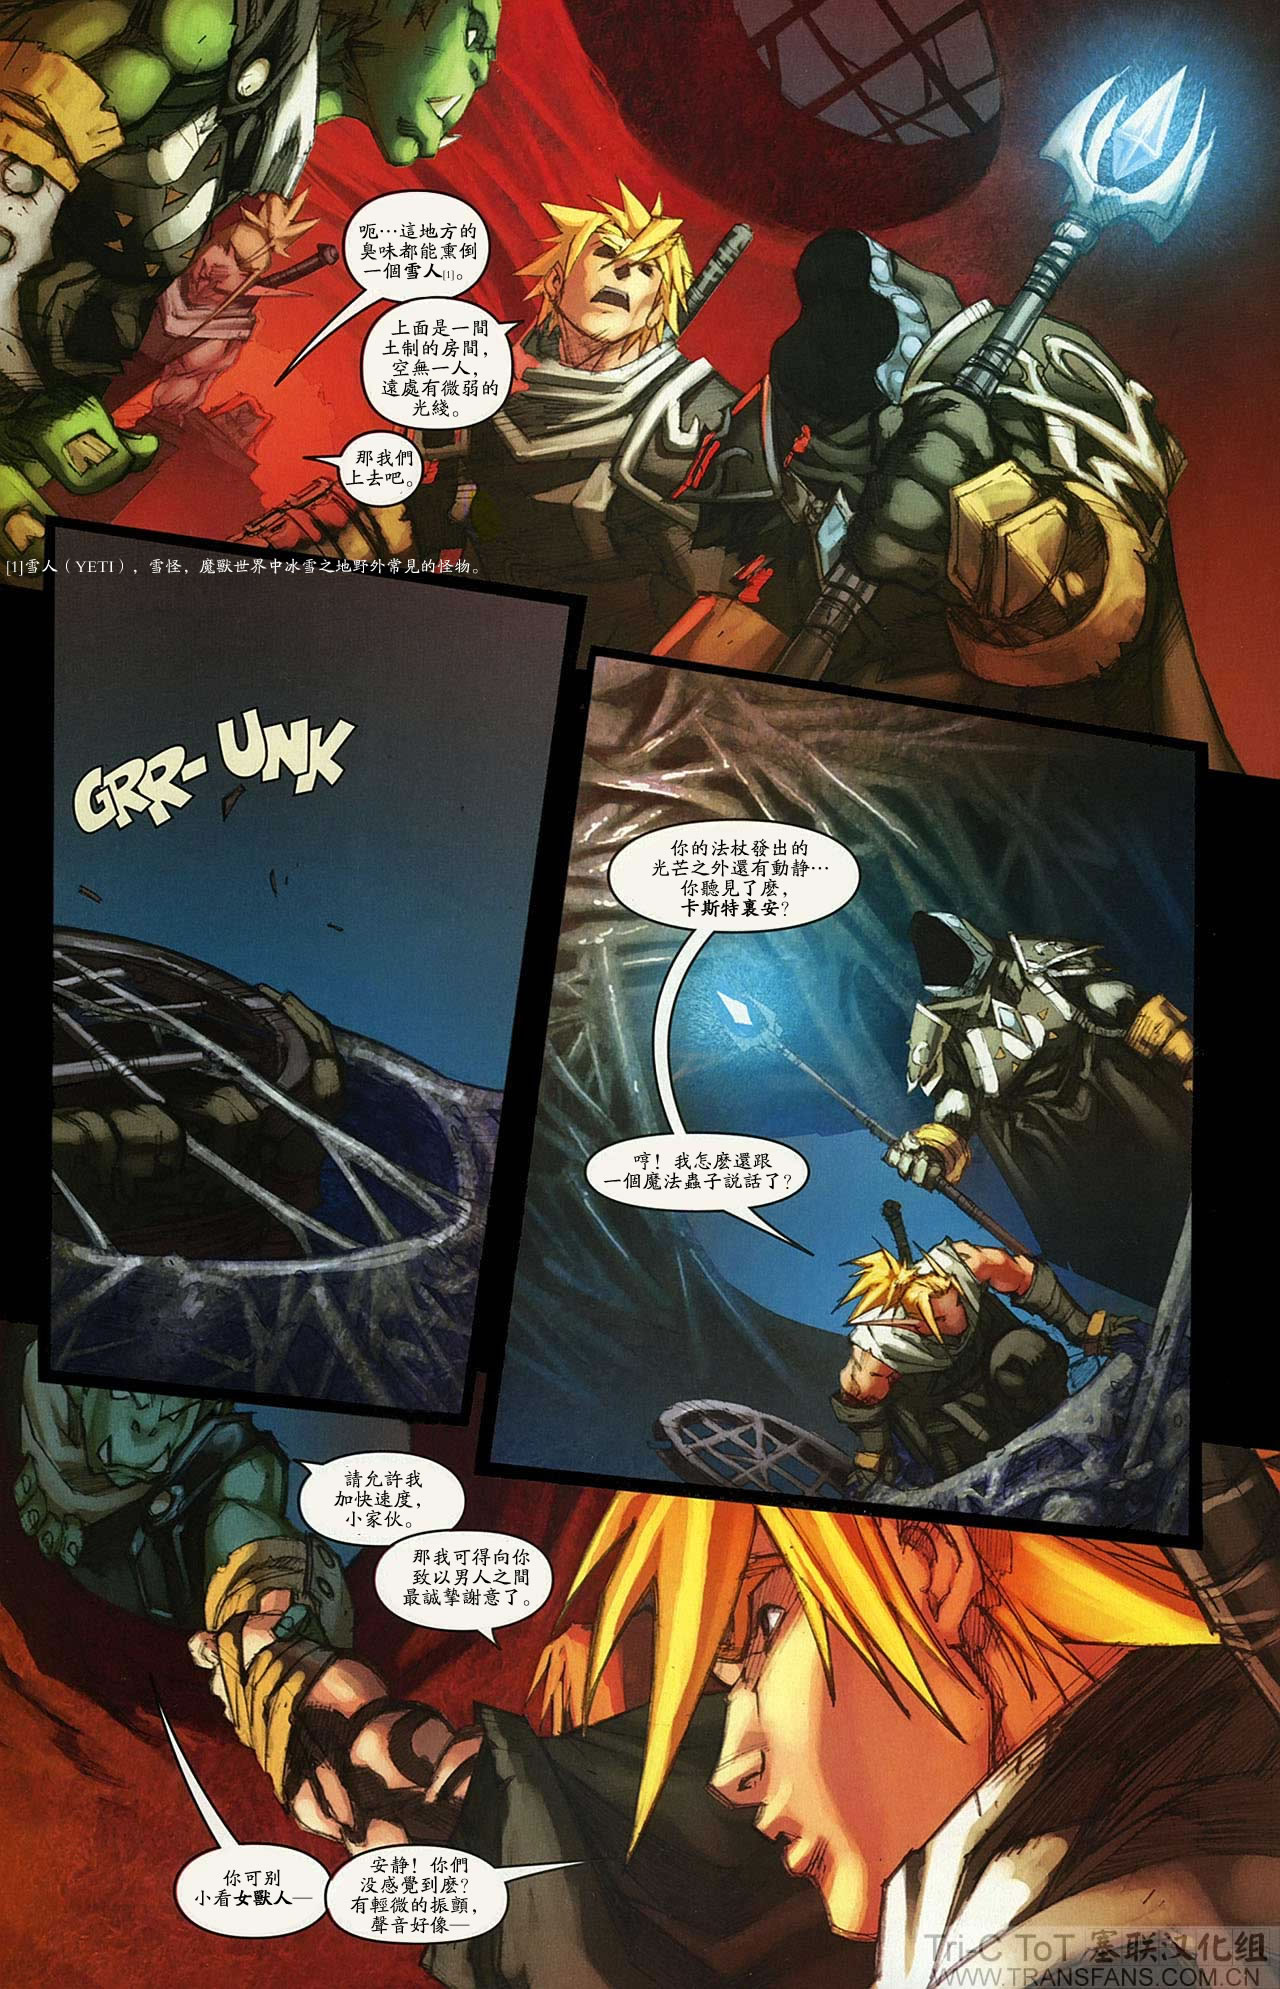 呃…這地方的
臭味都能熏倒
一個雪人[1]。
上面是一間
土制的房間，
空無一人，
遠處有微弱的
光綫。
那我們
上去吧。
[1]雪人（YETI），雪怪，魔獸世界中冰雪之地野外常見的怪物。
GRR-UNK
你的法杖發出的
光芒之外還有動静…
你聽見了麽，
卡斯特裏安？
哼！我怎麽還跟
一個魔法蟲子説話了？
請允許我
加快速度，
小家伙。
那我可得向你
致以男人之間
最誠摯謝意了。
你可别
小看女獸人—
安静！你們
没感覺到麽？
有輕微的振顫，
聲音好像—
Tri-C ToT 塞联汉化组
WWW.TRANSFANS.COM.CN